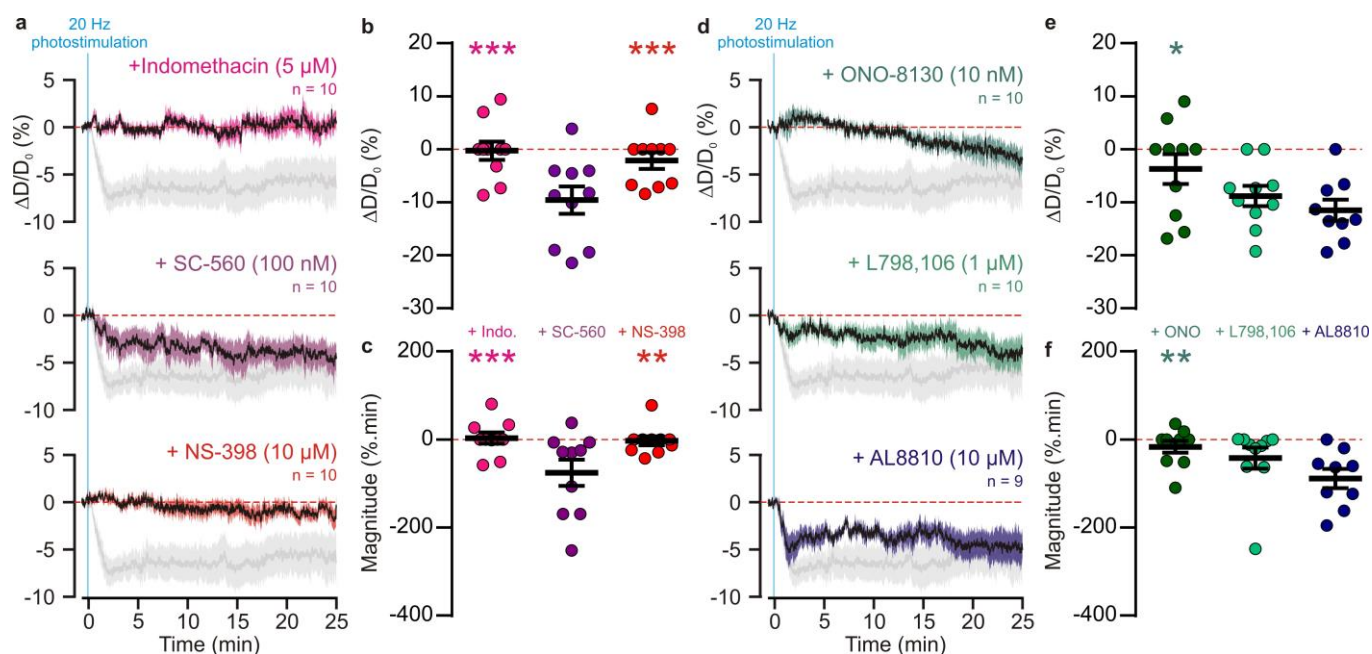 a
20 Hz
photostimulation
+Indomethacin (5 µM)
n = 10
ΔD/D₀ (%)
5
0
-5
-10
+ SC-560 (100 nM)
n = 10
5
0
-5
-10
+ NS-398 (10 µM)
n = 10
5
0
-5
-10
0 5 10 15 20 25
Time (min)
b
*** ***
ΔD/D₀ (%)
20
10
0
-10
-20
-30
+ Indo. + SC-560 + NS-398
c
*** **
Magnitude (%.min)
200
0
-200
-400
d
20 Hz
photostimulation
+ ONO-8130 (10 nM)
n = 10
ΔD/D₀ (%)
5
0
-5
-10
+ L798,106 (1 µM)
n = 10
5
0
-5
-10
+ AL8810 (10 µM)
n = 9
5
0
-5
-10
0 5 10 15 20 25
Time (min)
e
*
ΔD/D₀ (%)
20
10
0
-10
-20
-30
+ ONO + L798,106 + AL8810
f
**
Magnitude (%.min)
200
0
-200
-400